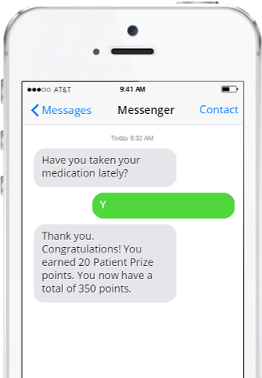 AT&T 9:41 AM
Messages Messenger Contact
Today 8:32 AM
Have you taken your
medication lately?
Y
Thank you.
Congratulations! You
earned 20 Patient Prize
points. You now have a
total of 350 points.